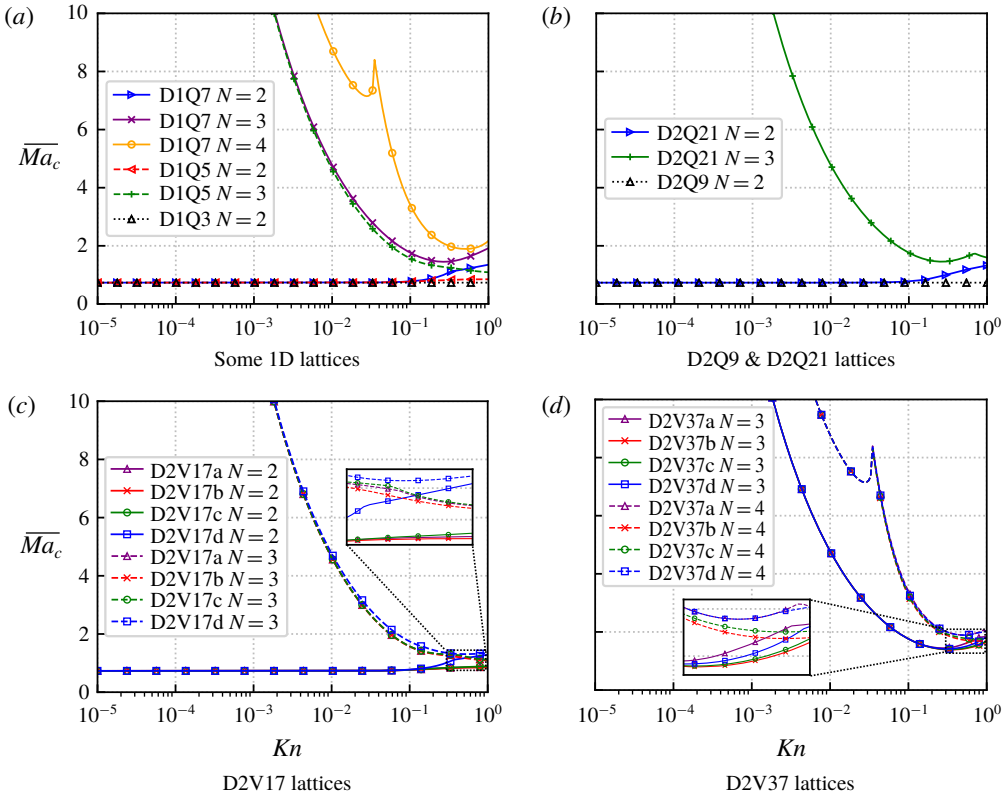 (a)
10
8
6
4
2
0
Ma_c
D1Q7 N = 2
D1Q7 N = 3
D1Q7 N = 4
D1Q5 N = 2
D1Q5 N = 3
D1Q3 N = 2
10^-5 10^-4 10^-3 10^-2 10^-1 10^0
Some 1D lattices
(b)
D2Q21 N = 2
D2Q21 N = 3
D2Q9 N = 2
10^-5 10^-4 10^-3 10^-2 10^-1 10^0
D2Q9 & D2Q21 lattices
(c)
10
8
6
4
2
0
Ma_c
D2V17a N = 2
D2V17b N = 2
D2V17c N = 2
D2V17d N = 2
D2V17a N = 3
D2V17b N = 3
D2V17c N = 3
D2V17d N = 3
10^-5 10^-4 10^-3 10^-2 10^-1 10^0
Kn
D2V17 lattices
(d)
D2V37a N = 3
D2V37b N = 3
D2V37c N = 3
D2V37d N = 3
D2V37a N = 4
D2V37b N = 4
D2V37c N = 4
D2V37d N = 4
10^-5 10^-4 10^-3 10^-2 10^-1 10^0
Kn
D2V37 lattices